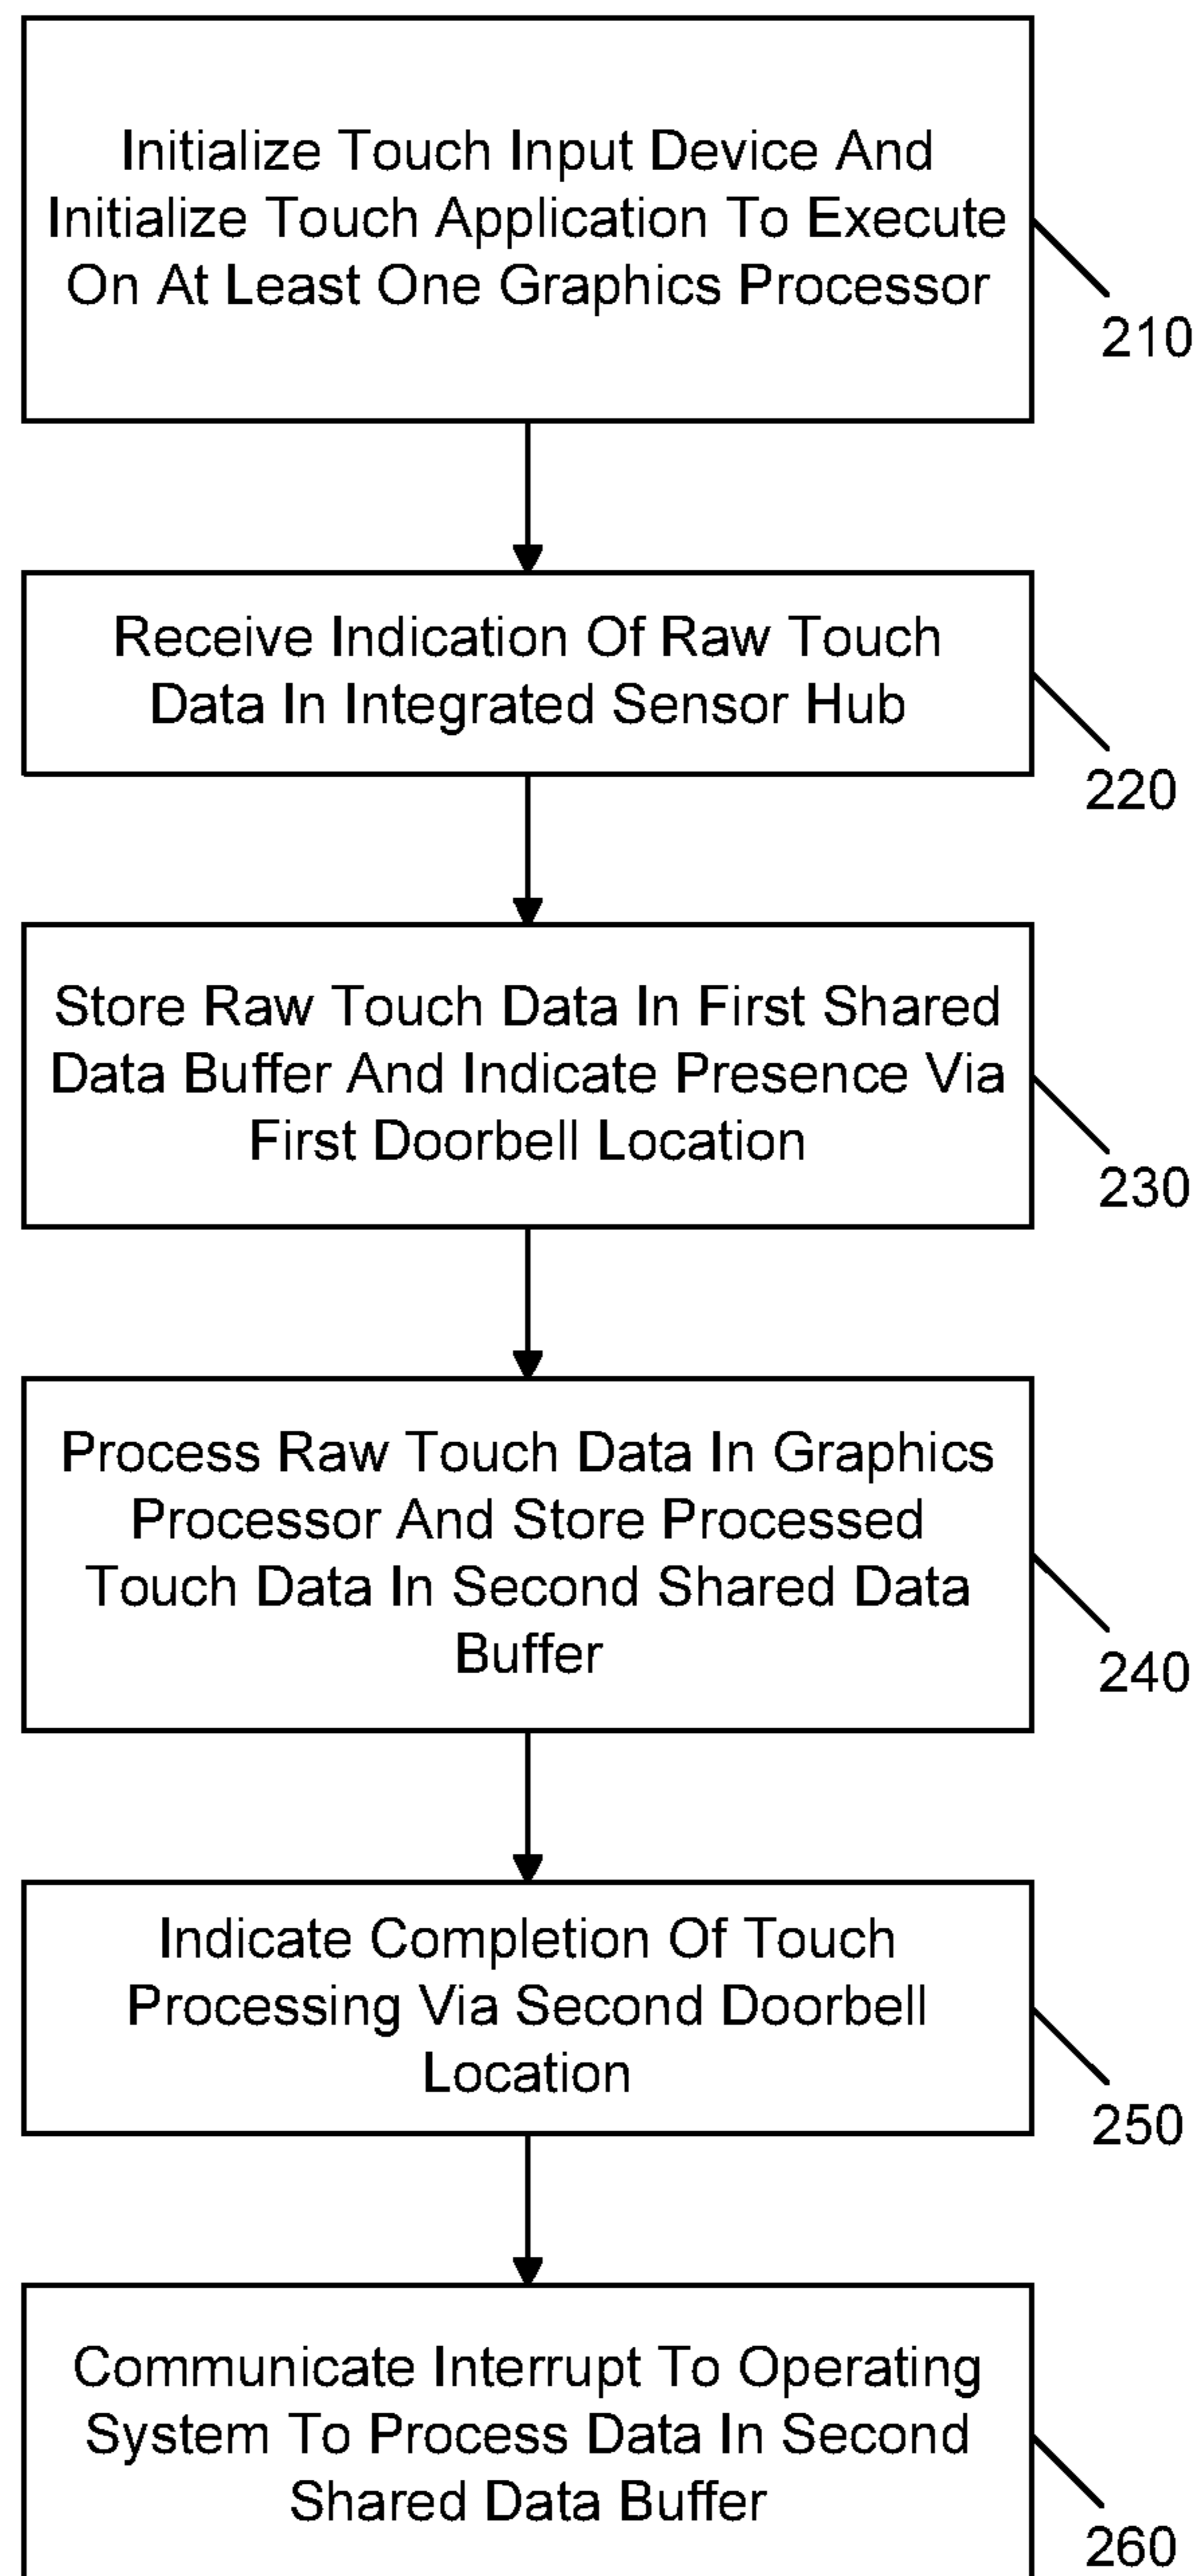 Initialize Touch Input Device And
Initialize Touch Application To Execute
On At Least One Graphics Processor
210
Receive Indication Of Raw Touch
Data In Integrated Sensor Hub
220
Store Raw Touch Data In First Shared
Data Buffer And Indicate Presence Via
First Doorbell Location
230
Process Raw Touch Data In Graphics
Processor And Store Processed
Touch Data In Second Shared Data
Buffer
240
Indicate Completion Of Touch
Processing Via Second Doorbell
Location
250
Communicate Interrupt To Operating
System To Process Data In Second
Shared Data Buffer
260